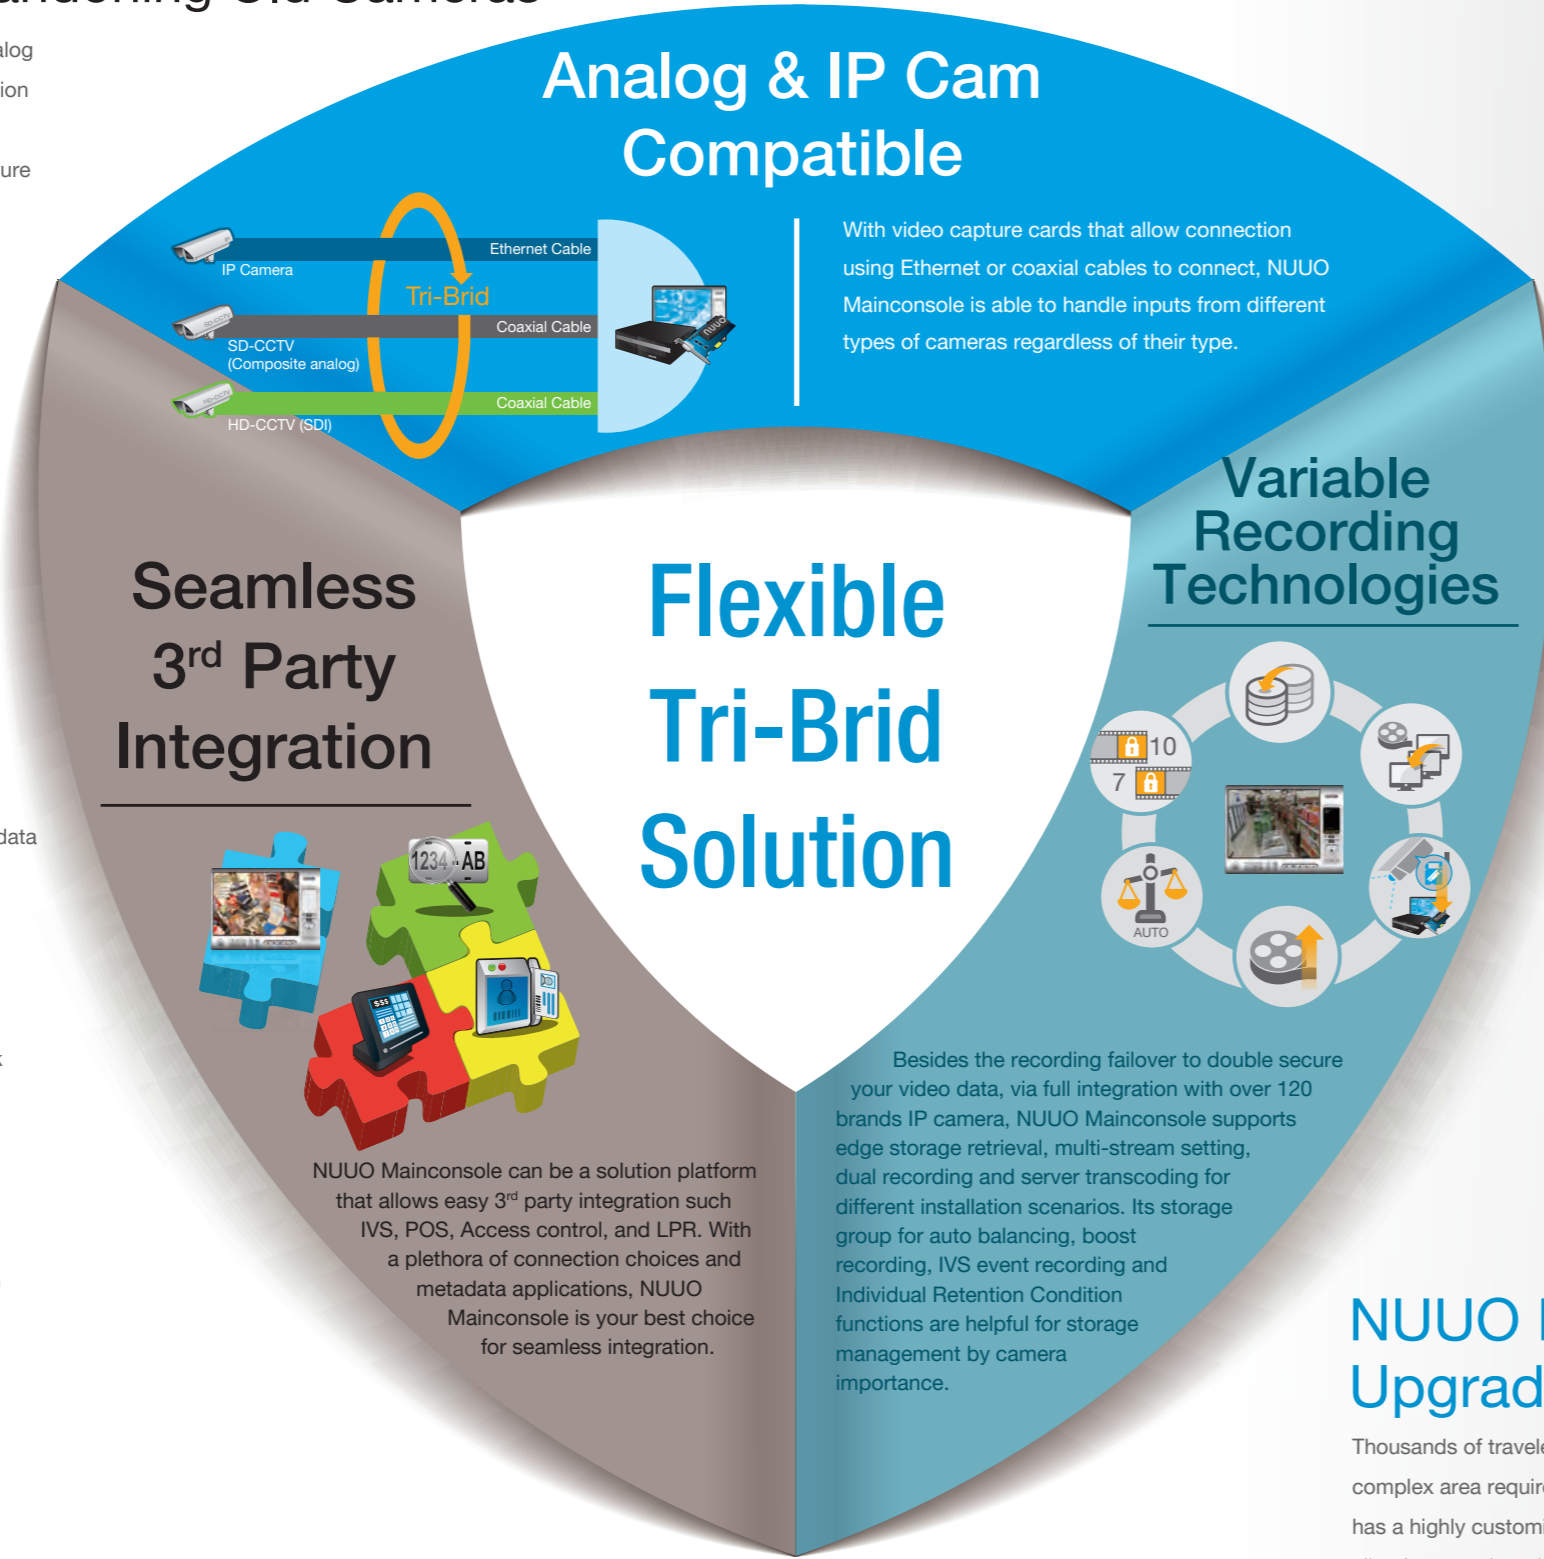 Cameras
alog
tion
ure
data
Analog & IP Cam
Compatible
IP Camera
Ethernet Cable
Tri-Brid
SD-CCTV
(Composite analog)
Coaxial Cable
HD-CCTV (SDI)
Coaxial Cable
NUUO
With video capture cards that allow connection
using Ethernet or coaxial cables to connect, NUUO
Mainconsole is able to handle inputs from different
types of cameras regardless of their type.
Seamless
3rd Party
Integration
1234-AB
$$$
NUUO Mainconsole can be a solution platform
that allows easy 3rd party integration such
IVS, POS, Access control, and LPR. With
a plethora of connection choices and
metadata applications, NUUO
Mainconsole is your best choice
for seamless integration.
Flexible
Tri-Brid
Solution
Variable
Recording
Technologies
10
7
AUTO
Besides the recording failover to double secure
your video data, via full integration with over 120
brands IP camera, NUUO Mainconsole supports
edge storage retrieval, multi-stream setting,
dual recording and server transcoding for
different installation scenarios. Its storage
group for auto balancing, boost
recording, IVS event recording and
Individual Retention Condition
functions are helpful for storage
management by camera
importance.
NUUO
Upgrad
Thousands of travele
complex area require
has a highly customi